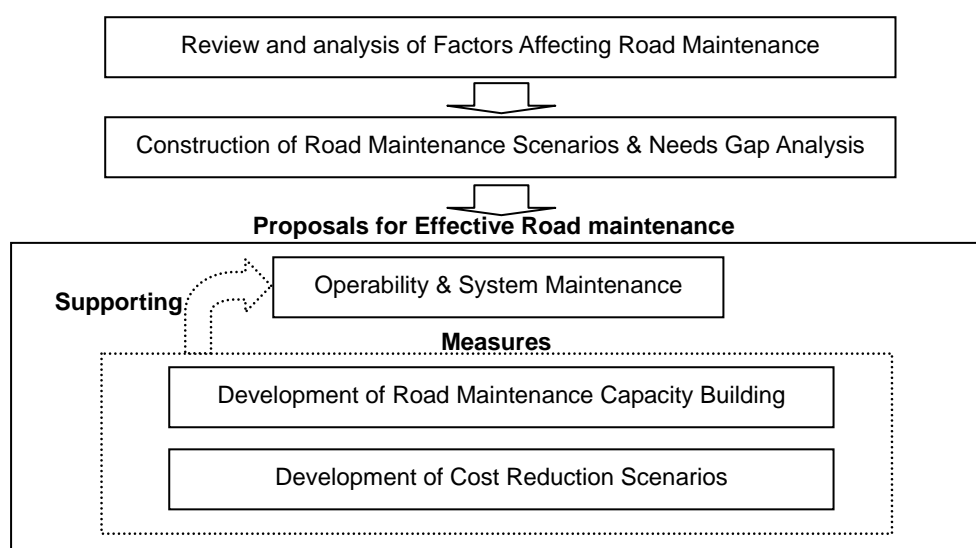 Review and analysis of Factors Affecting Road Maintenance
Construction of Road Maintenance Scenarios & Needs Gap Analysis
Proposals for Effective Road maintenance
Operability & System Maintenance
Supporting
Measures
Development of Road Maintenance Capacity Building
Development of Cost Reduction Scenarios